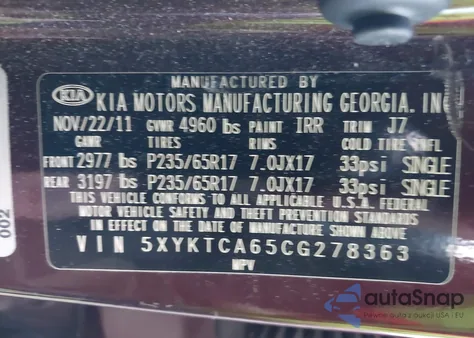 MANUFACTURED BY
KIA KIA MOTORS MANUFACTURING GEORGIA. INC
NOV/22/11 GVWR 4960 lbs PAINT IRR TRIM J7
TIRES RIMS COLD TIRE INFL
FRONT 2977 lbs P235/65R17 7.0JX17 33psi SINGLE
REAR 3197 lbs P235/65R17 7.0JX17 33psi SINGLE
THIS VEHICLE CONFORMS TO ALL APPLICABLE U.S.A. FEDERAL
MOTOR VEHICLE SAFETY AND THEFT PREVENTION STANDARDS
IN EFFECT ON THE DATE OF MANUFACTURE SHOWN ABOVE.
VIN 5XYKTCA65CG278363
MPV
002
autoSnap